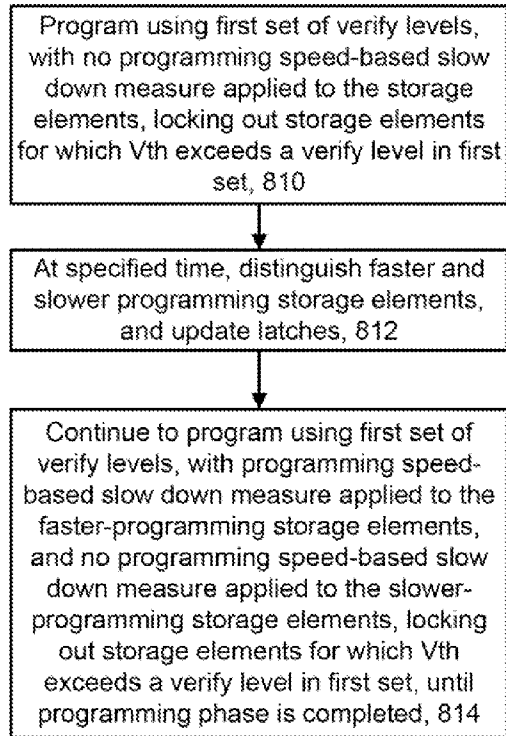 Program using first set of verify levels,
with no programming speed-based slow
down measure applied to the storage
elements, locking out storage elements
for which Vth exceeds a verify level in first
set, 810
At specified time, distinguish faster and
slower programming storage elements,
and update latches, 812
Continue to program using first set of
verify levels, with programming speed-
based slow down measure applied to the
faster-programming storage elements,
and no programming speed-based slow
down measure applied to the slower-
programming storage elements, locking
out storage elements for which Vth
exceeds a verify level in first set, until
programming phase is completed, 814